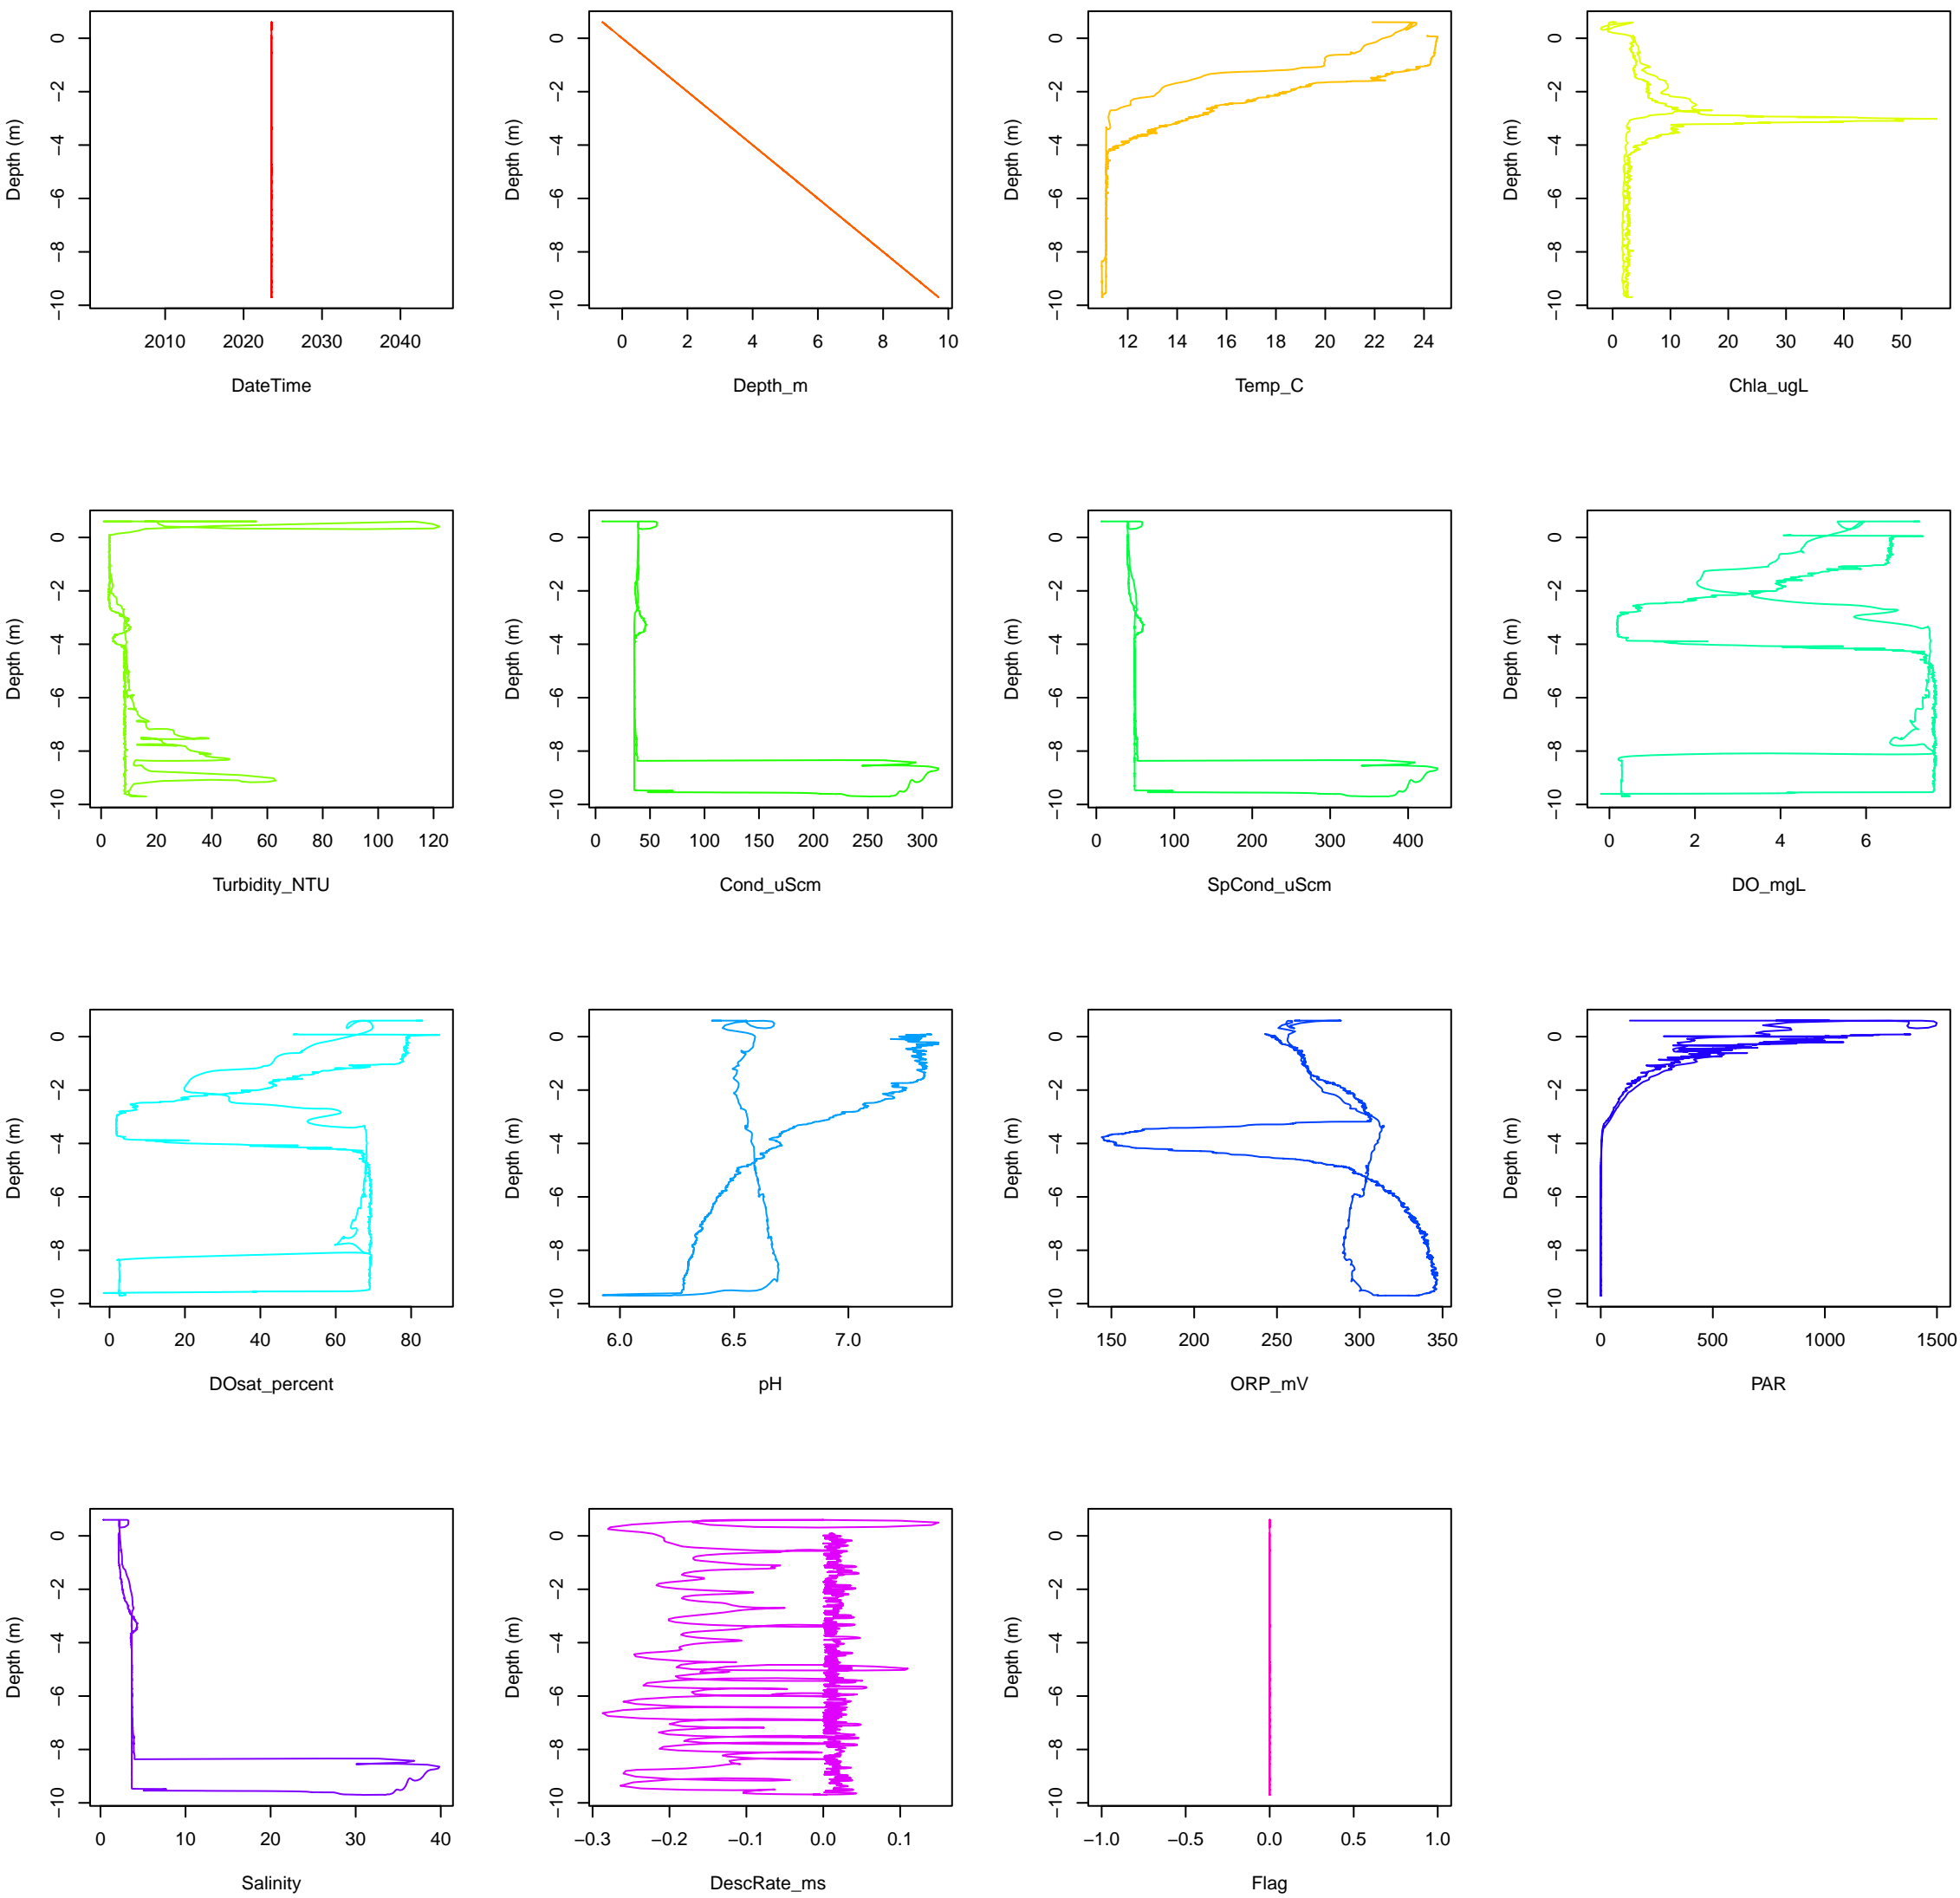 Depth (m)
0
−2
−4
−6
−8
−10
2010 2020 2030 2040
DateTime
Depth (m)
0
−2
−4
−6
−8
−10
0 2 4 6 8 10
Depth_m
Depth (m)
0
−2
−4
−6
−8
−10
12 14 16 18 20 22 24
Temp_C
Depth (m)
0
−2
−4
−6
−8
−10
0 10 20 30 40 50
Chla_ugL
Depth (m)
0
−2
−4
−6
−8
−10
0 20 40 60 80 100 120
Turbidity_NTU
Depth (m)
0
−2
−4
−6
−8
−10
0 50 100 150 200 250 300
Cond_uScm
Depth (m)
0
−2
−4
−6
−8
−10
0 100 200 300 400
SpCond_uScm
Depth (m)
0
−2
−4
−6
−8
−10
0 2 4 6
DO_mgL
Depth (m)
0
−2
−4
−6
−8
−10
0 20 40 60 80
DOsat_percent
Depth (m)
0
−2
−4
−6
−8
−10
6.0 6.5 7.0
pH
Depth (m)
0
−2
−4
−6
−8
−10
150 200 250 300 350
ORP_mV
Depth (m)
0
−2
−4
−6
−8
−10
0 500 1000 1500
PAR
Depth (m)
0
−2
−4
−6
−8
−10
0 10 20 30 40
Salinity
Depth (m)
0
−2
−4
−6
−8
−10
−0.3 −0.2 −0.1 0.0 0.1
DescRate_ms
Depth (m)
0
−2
−4
−6
−8
−10
−1.0 −0.5 0.0 0.5 1.0
Flag